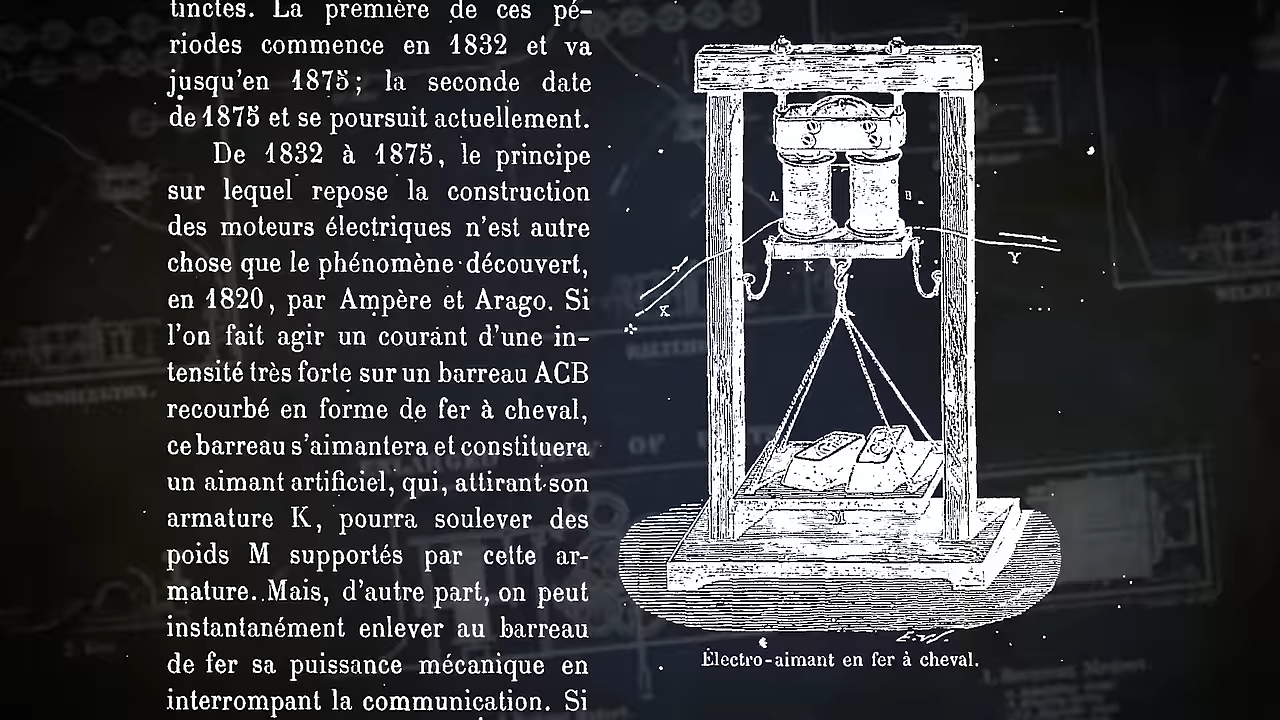 tinctes. La première de ces pé-
riodes commence en 1832 et va
jusqu'en 1875; la seconde date
de 1875 et se poursuit actuellement.
De 1832 à 1875, le principe
sur lequel repose la construction
des moteurs électriques n'est autre
chose que le phénomène découvert,
en 1820, par Ampère et Arago. Si
l'on fait agir un courant d'une in-
tensité très forte sur un barreau ACB
recourbé en forme de fer à cheval,
ce barreau s'aimantera et constituera
un aimant artificiel, qui, attirant son
armature K, pourra soulever des
poids M supportés par cette ar-
mature. Mais, d'autre part, on peut
instantanément enlever au barreau
de fer sa puissance mécanique en
interrompant la communication. Si
A
B
K
X
Y
M
Électro-aimant en fer à cheval.